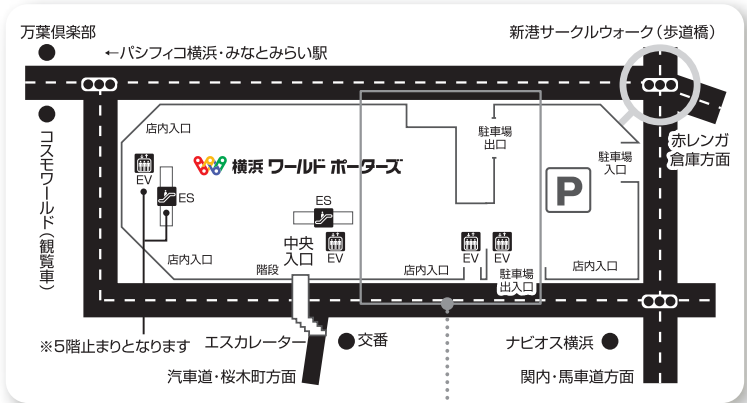 万葉倶楽部
新港サークルウォーク(歩道橋)
←パシフィコ横浜・みなとみらい駅
店内入口
駐車場
出口
赤レンガ
倉庫方面
コスモワールド(観覧車)
横浜 ワールド ポーターズ
駐車場
入口
EV
ES
P
ES
中央
入口
EV
EV
EV
店内入口
階段
店内入口
駐車場
出入口
店内入口
※5階止まりとなります
エスカレーター
交番
ナビオス横浜
汽車道・桜木町方面
関内・馬車道方面